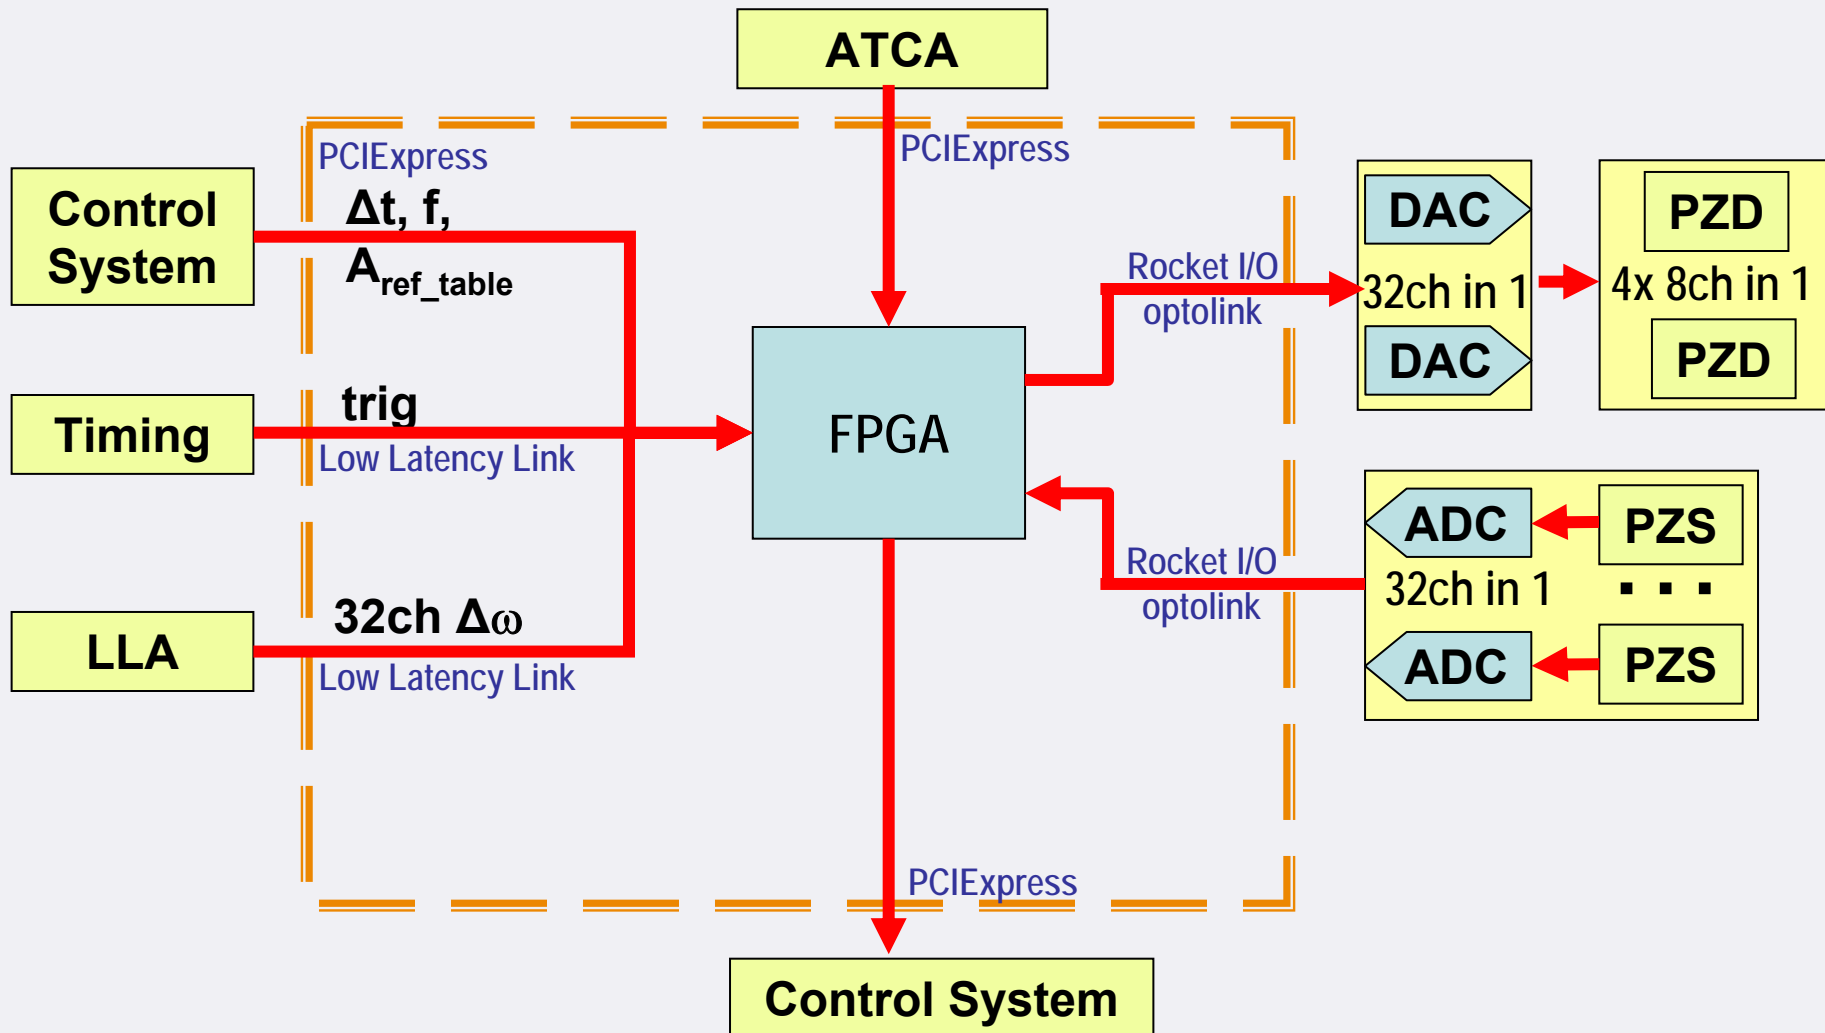 ATCA
PCIExpress
PCIExpress
Control
System
Δt, f,
A_ref_table
DAC
32ch in 1
DAC
PZD
4x 8ch in 1
PZD
Rocket I/O
optolink
Timing
trig
Low Latency Link
FPGA
ADC
PZS
32ch in 1
...
ADC
PZS
Rocket I/O
optolink
LLA
32ch Δω
Low Latency Link
PCIExpress
Control System